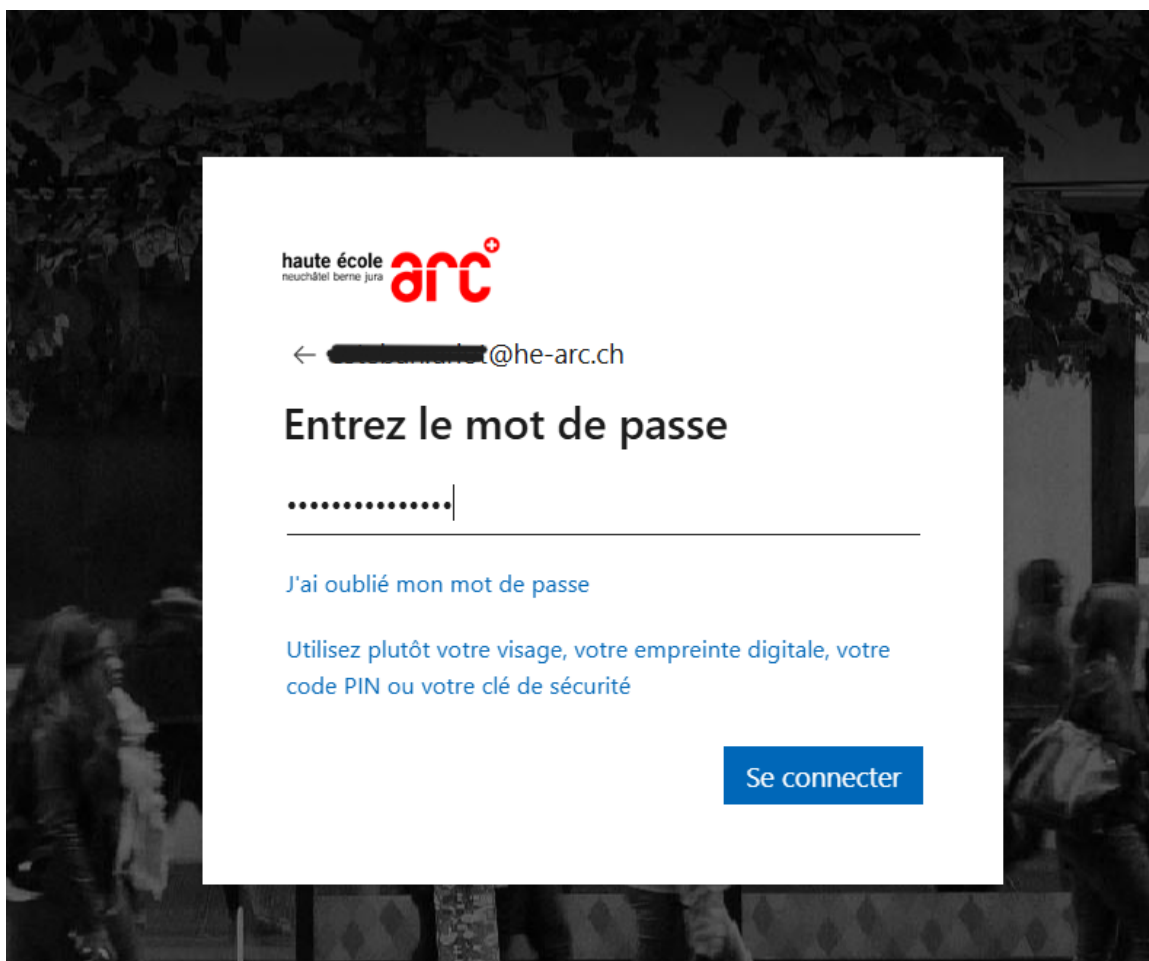 haute école arc
neuchâtel berne jura
← @he-arc.ch
Entrez le mot de passe
•••••••••••••••
J'ai oublié mon mot de passe
Utilisez plutôt votre visage, votre empreinte digitale, votre
code PIN ou votre clé de sécurité
Se connecter